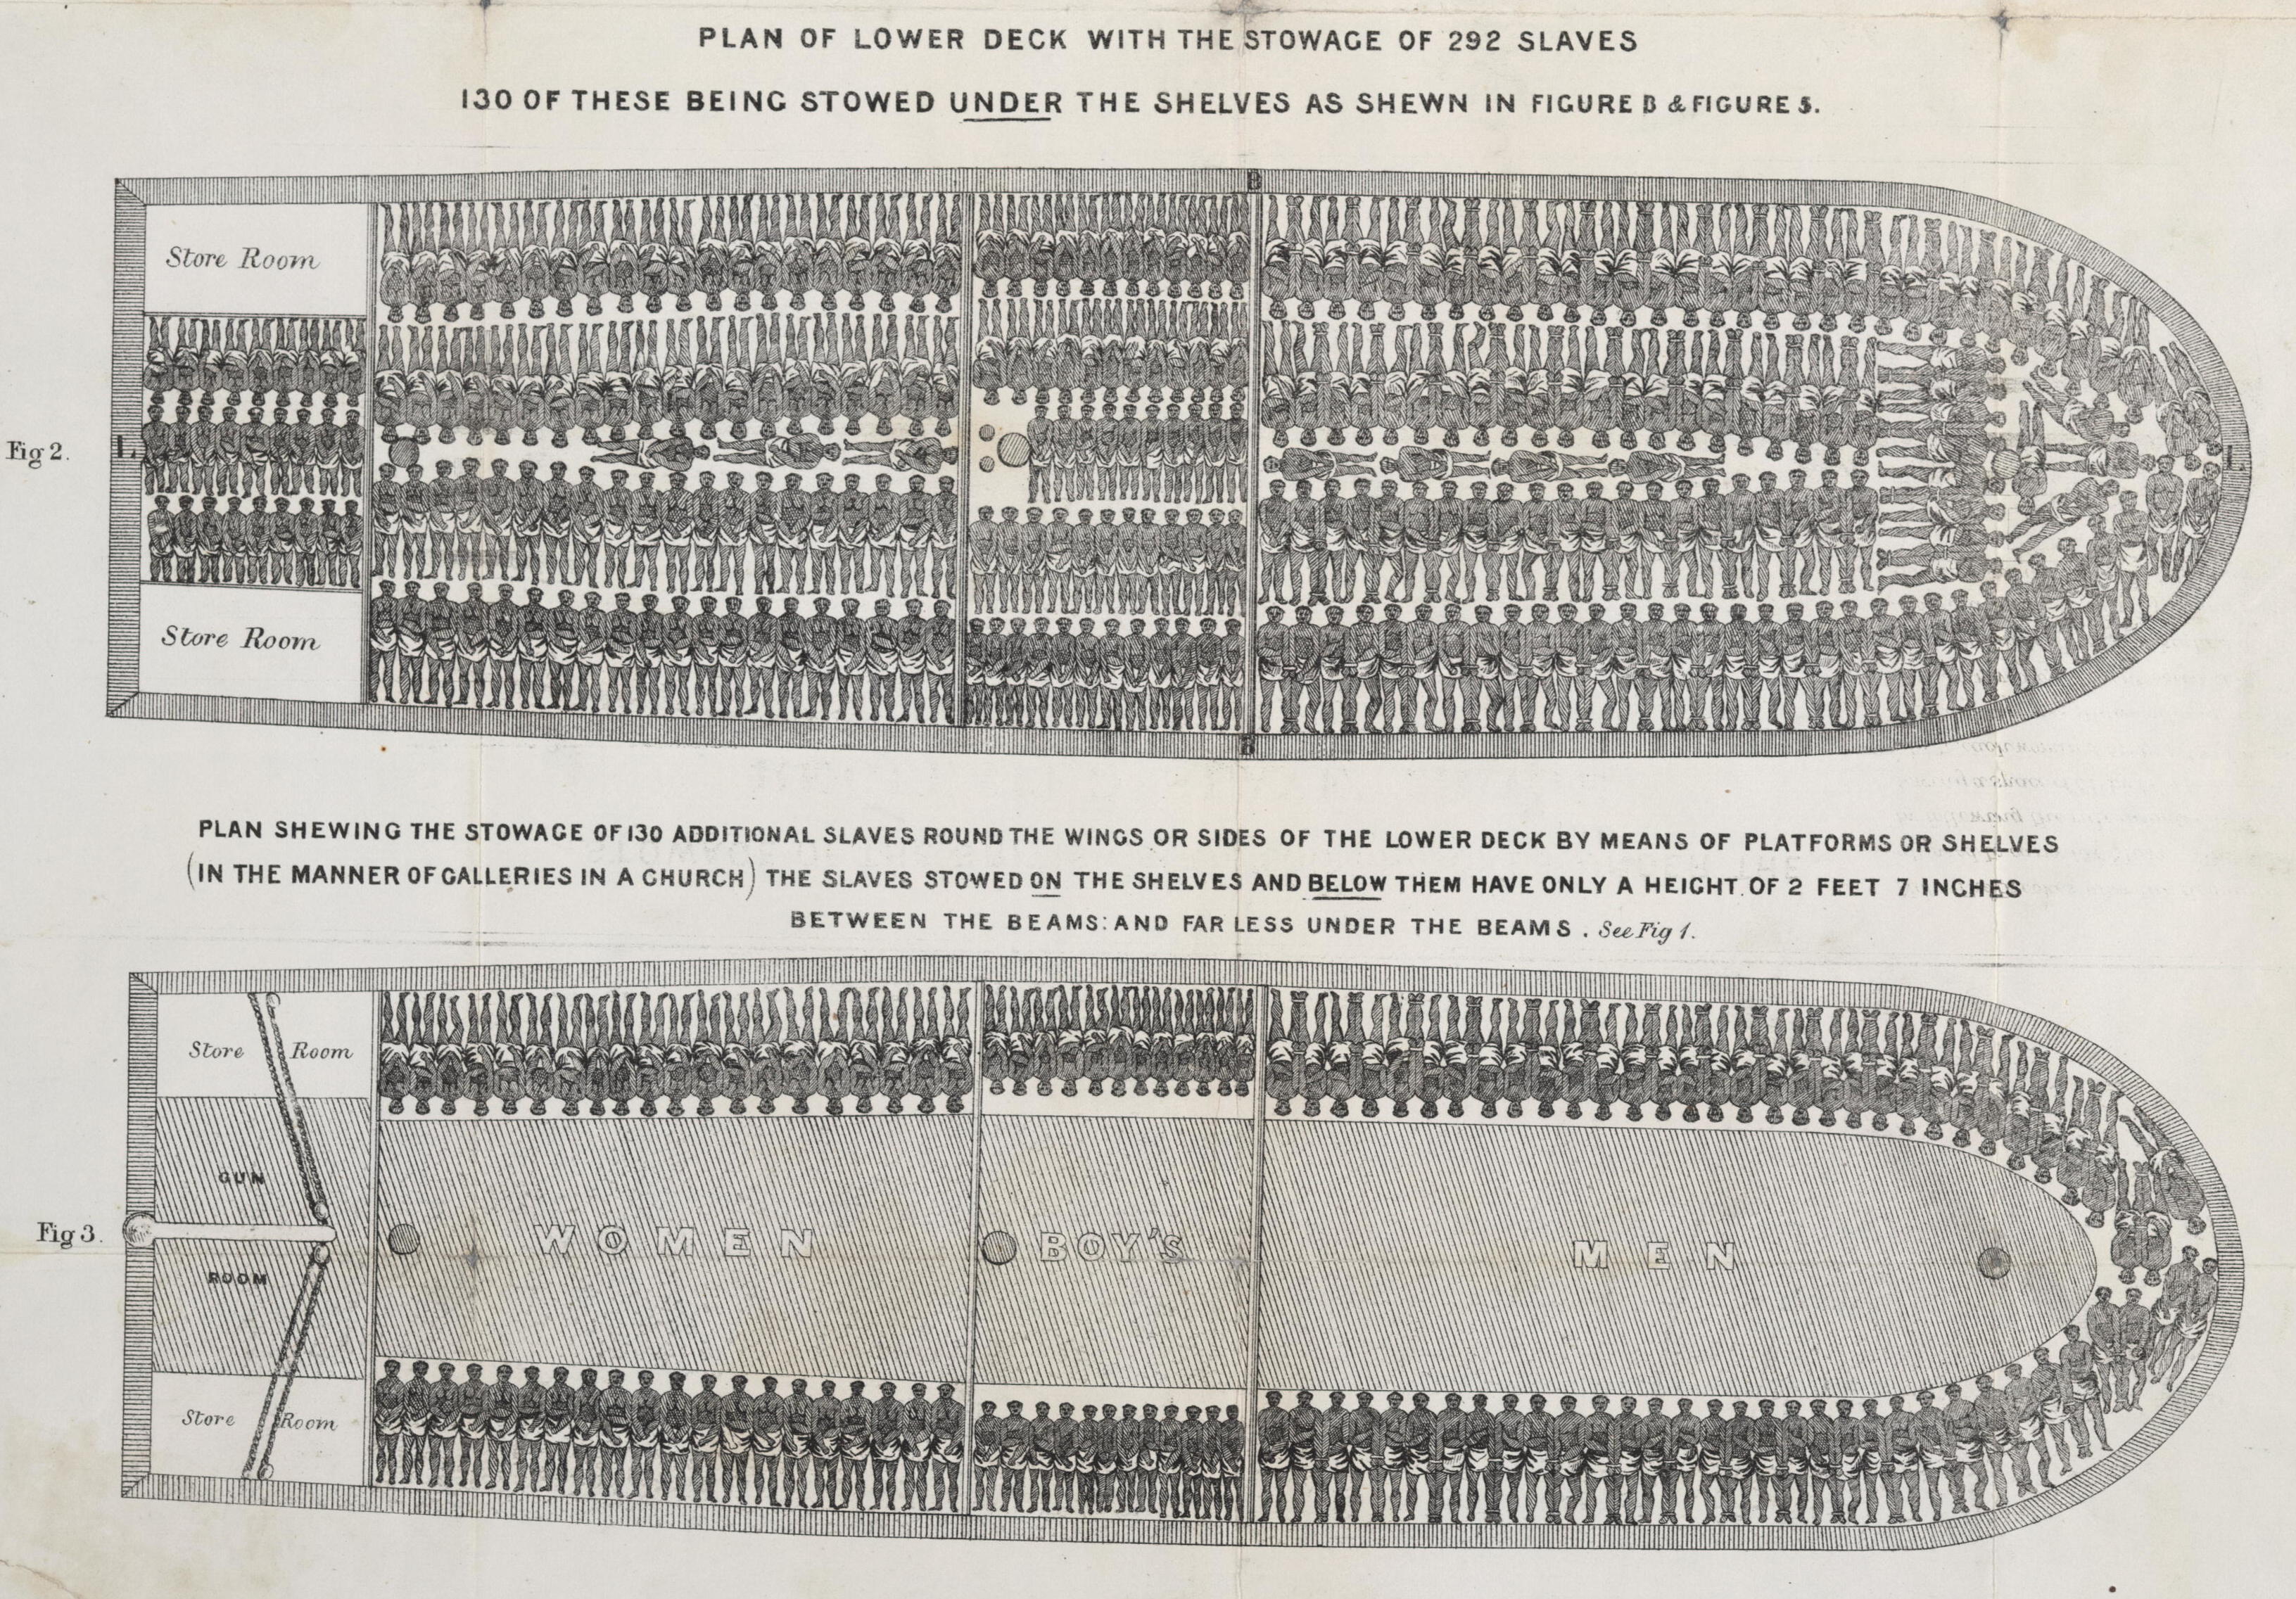 PLAN OF LOWER DECK WITH THE STOWAGE OF 292 SLAVES
130 OF THESE BEING STOWED UNDER THE SHELVES AS SHEWN IN FIGURE B & FIGURE 5.
B
Store Room
Fig 2.
Store Room
PLAN SHEWING THE STOWAGE OF 130 ADDITIONAL SLAVES ROUND THE WINGS OR SIDES OF THE LOWER DECK BY MEANS OF PLATFORMS OR SHELVES
(IN THE MANNER OF GALLERIES IN A CHURCH) THE SLAVES STOWED ON THE SHELVES AND BELOW THEM HAVE ONLY A HEIGHT OF 2 FEET 7 INCHES
BETWEEN THE BEAMS: AND FAR LESS UNDER THE BEAMS. See Fig 1.
Store Room
GUN
Fig 3.
WOMEN
BOY'S
MEN
ROOM
Store Room